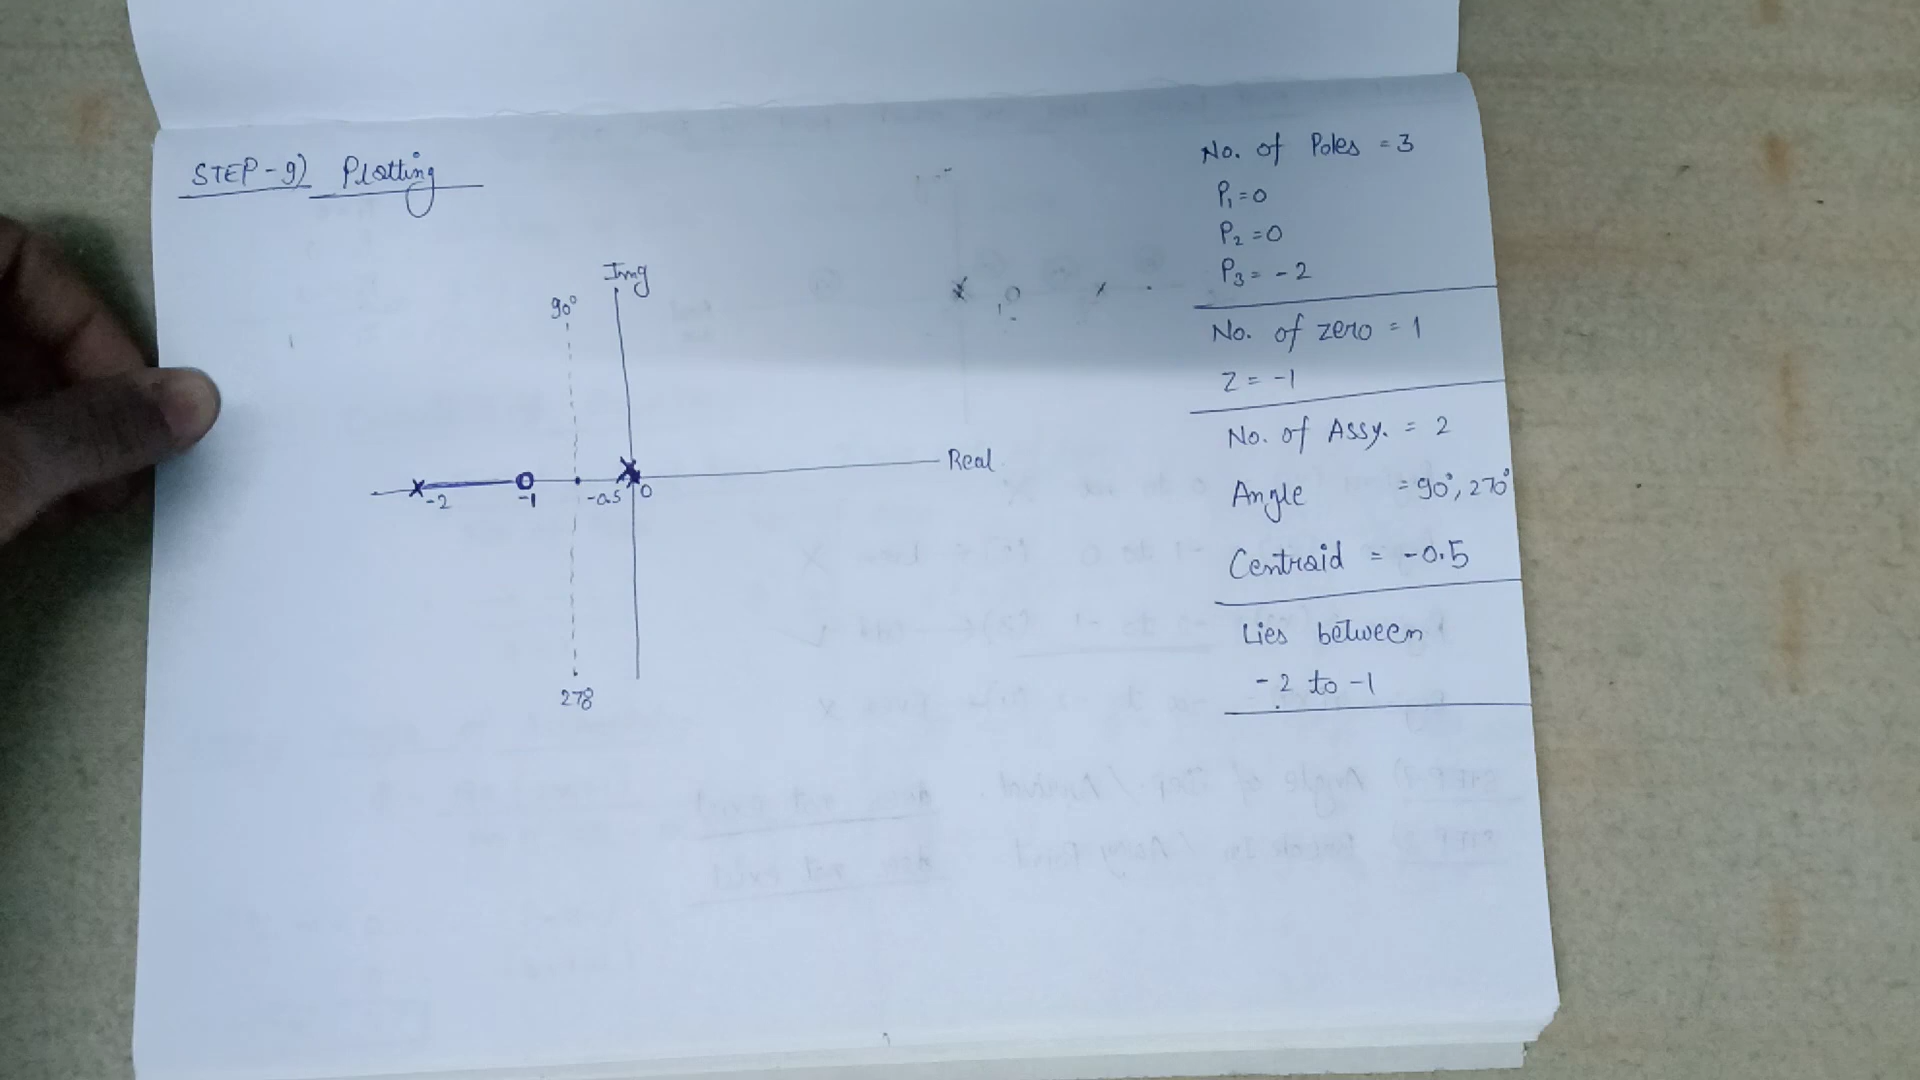 STEP-9) Plotting
Img
90°
Real
-2 -1 -0.5 0
278
No. of Poles = 3
P₁ = 0
P₂ = 0
P₃ = -2
No. of zero = 1
Z = -1
No. of Assy. = 2
Angle = 90°, 270°
Centroid = -0.5
Lies between
-2 to -1